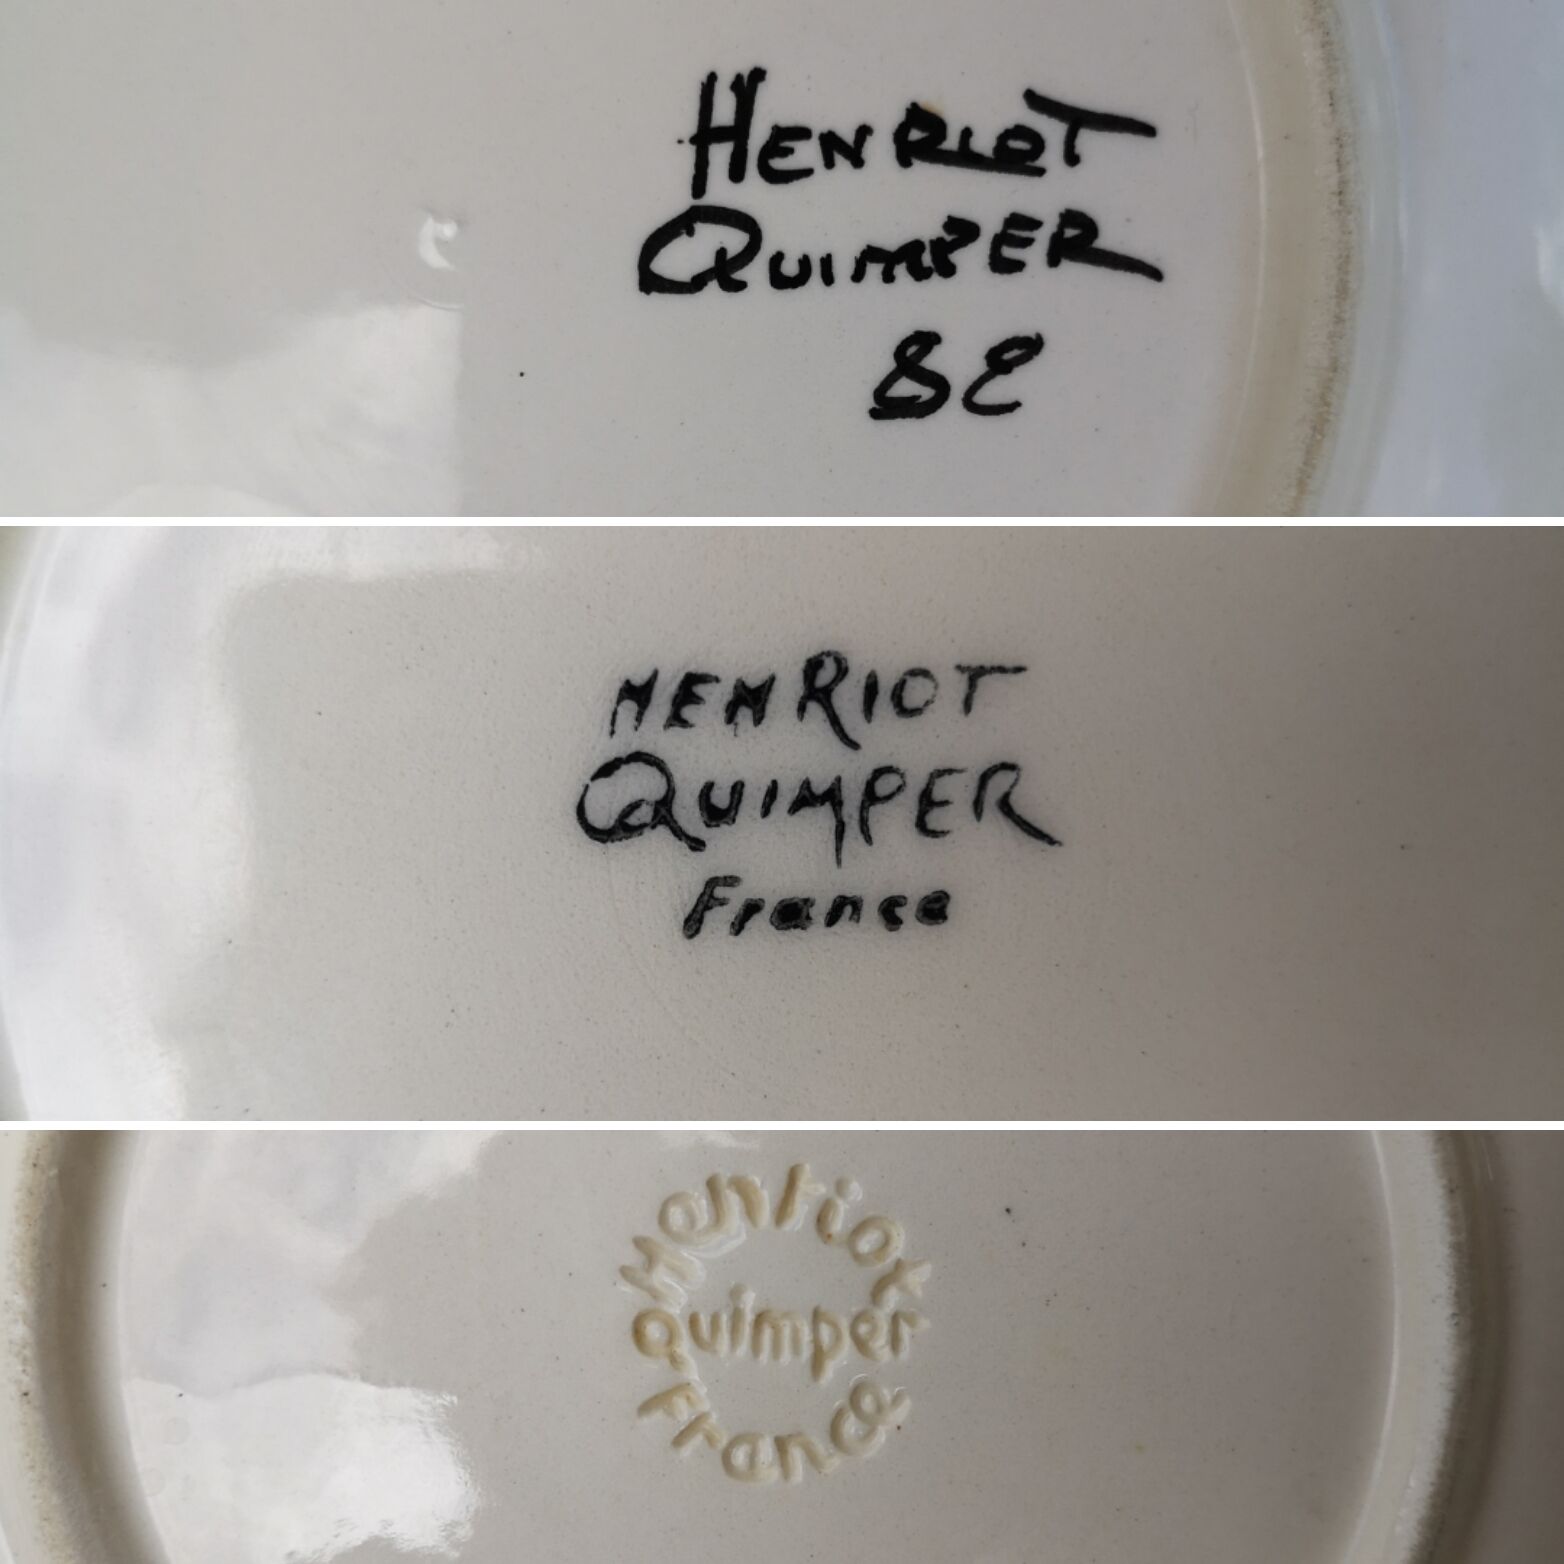 HENRIOT
QUIMPER
82
HENRIOT
QUIMPER
France
Henriot
Quimper
France